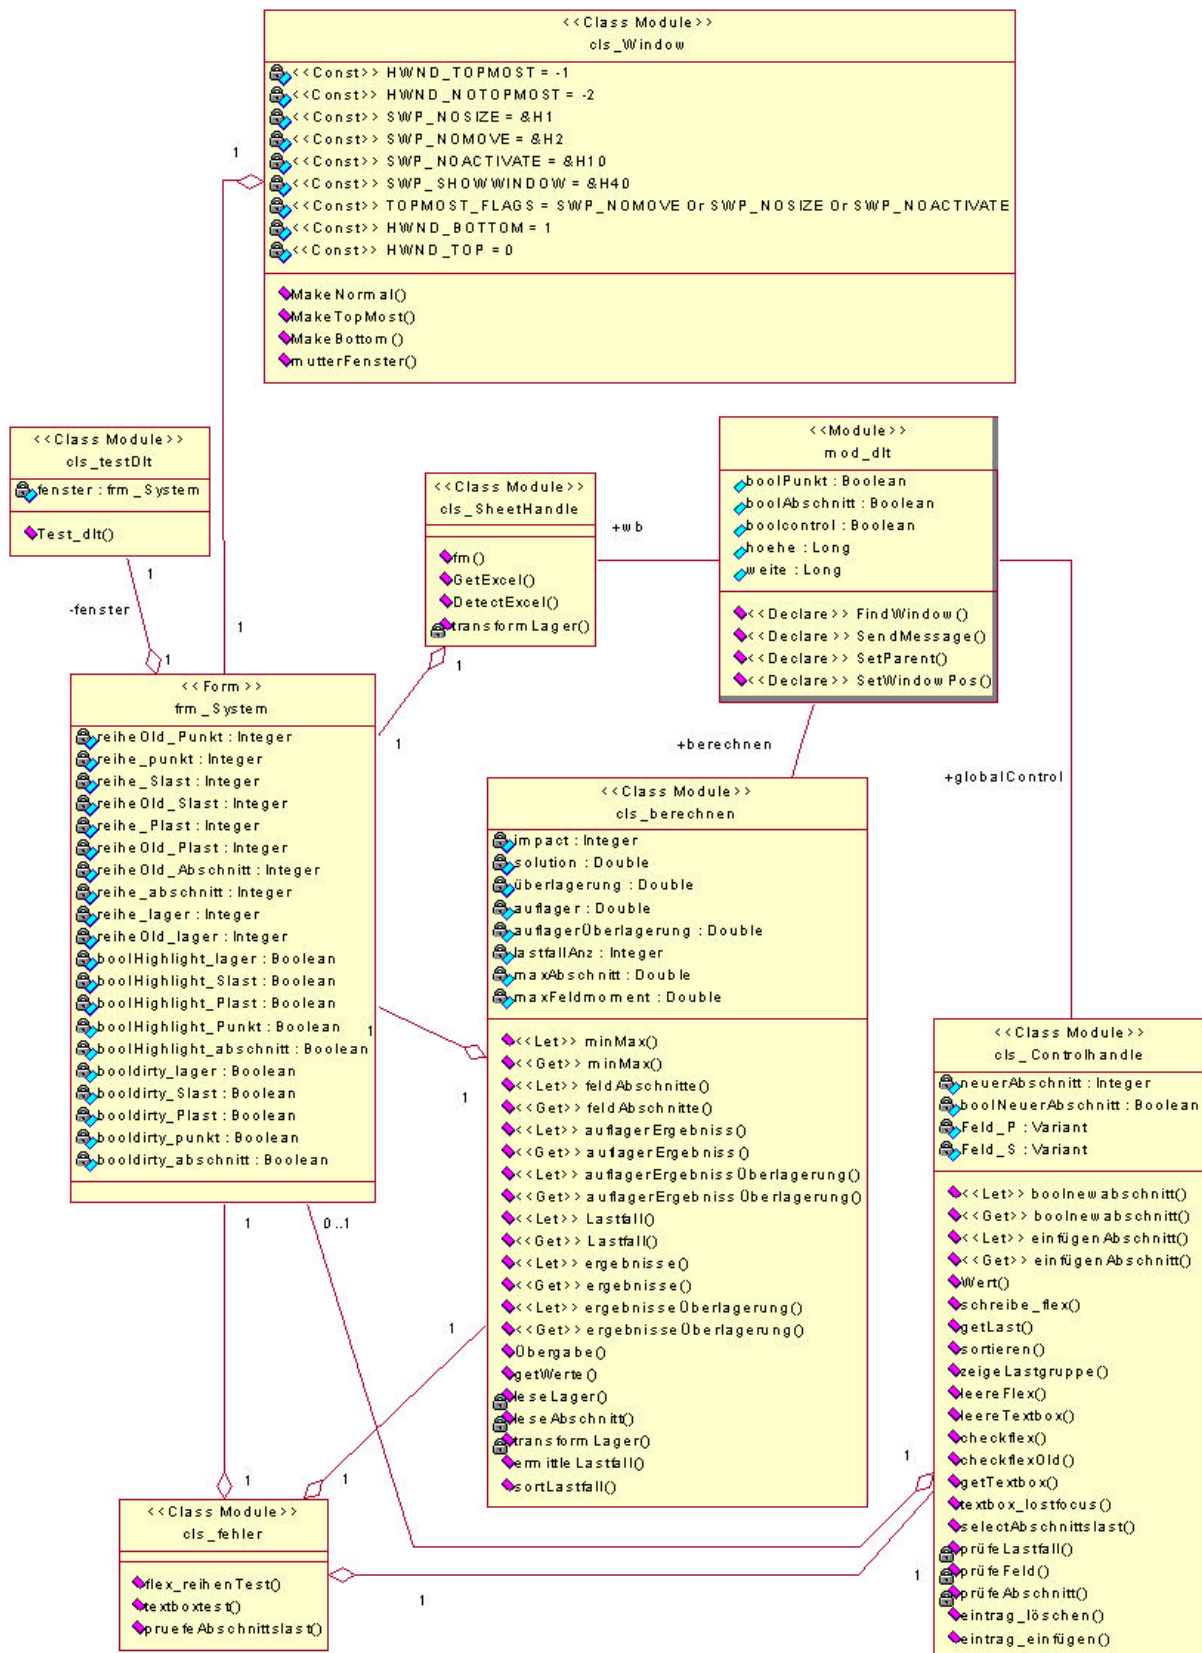 <<Class Module>>
cls_Window
<<Const>> HWND_TOPMOST = -1
<<Const>> HWND_NOTOPMOST = -2
<<Const>> SWP_NOSIZE = &H1
<<Const>> SWP_NOMOVE = &H2
<<Const>> SWP_NOACTIVATE = &H10
<<Const>> SWP_SHOWWINDOW = &H40
<<Const>> TOPMOST_FLAGS = SWP_NOMOVE Or SWP_NOSIZE Or SWP_NOACTIVATE
<<Const>> HWND_BOTTOM = 1
<<Const>> HWND_TOP = 0
MakeNormal()
MakeTopMost()
MakeBottom()
mutterFenster()
1
1
<<Class Module>>
cls_testDlt
fenster : frm_System
Test_dlt()
1
-fenster
1
<<Class Module>>
cls_SheetHandle
fm()
GetExcel()
DetectExcel()
transformLager()
1
1
+wb
<<Module>>
mod_dlt
boolPunkt : Boolean
boolAbschnitt : Boolean
boolcontrol : Boolean
hoehe : Long
weite : Long
<<Declare>> FindWindow()
<<Declare>> SendMessage()
<<Declare>> SetParent()
<<Declare>> SetWindowPos()
+berechnen
+globalControl
<<Form>>
frm_System
reiheOld_Punkt : Integer
reihe_punkt : Integer
reihe_Slast : Integer
reiheOld_Slast : Integer
reihe_Plast : Integer
reiheOld_Plast : Integer
reiheOld_Abschnitt : Integer
reihe_abschnitt : Integer
reihe_lager : Integer
reiheOld_lager : Integer
boolHighlight_lager : Boolean
boolHighlight_Slast : Boolean
boolHighlight_Plast : Boolean
boolHighlight_Punkt : Boolean
boolHighlight_abschnitt : Boolean
booldirty_lager : Boolean
booldirty_Slast : Boolean
booldirty_Plast : Boolean
booldirty_punkt : Boolean
booldirty_abschnitt : Boolean
1
1
1
0..1
<<Class Module>>
cls_berechnen
impact : Integer
solution : Double
überlagerung : Double
auflager : Double
auflagerÜberlagerung : Double
lastfallAnz : Integer
maxAbschnitt : Double
maxFeldmoment : Double
<<Let>> minMax()
<<Get>> minMax()
<<Let>> feldAbschnitte()
<<Get>> feldAbschnitte()
<<Let>> auflagerErgebniss()
<<Get>> auflagerErgebniss()
<<Let>> auflagerErgebnissÜberlagerung()
<<Get>> auflagerErgebnissÜberlagerung()
<<Let>> Lastfall()
<<Get>> Lastfall()
<<Let>> ergebnisse()
<<Get>> ergebnisse()
<<Let>> ergebnisseÜberlagerung()
<<Get>> ergebnisseÜberlagerung()
Übergabe()
getWerte()
leseLager()
leseAbschnitt()
transformLager()
ermittleLastfall()
sortLastfall()
1
1
1
<<Class Module>>
cls_Controlhandle
neuerAbschnitt : Integer
boolNeuerAbschnitt : Boolean
Feld_P : Variant
Feld_S : Variant
<<Let>> boolnewabschnitt()
<<Get>> boolnewabschnitt()
<<Let>> einfügenAbschnitt()
<<Get>> einfügenAbschnitt()
Wert()
schreibe_flex()
getLast()
sortieren()
zeigeLastgruppe()
leereFlex()
leereTextbox()
checkflex()
checkflexOld()
getTextbox()
textbox_lostfocus()
selectAbschnittslast()
prüfeLastfall()
prüfeFeld()
prüfeAbschnitt()
eintrag_löschen()
eintrag_einfügen()
1
1
1
<<Class Module>>
cls_fehler
flex_reihenTest()
textboxtest()
pruefeAbschnittslast()